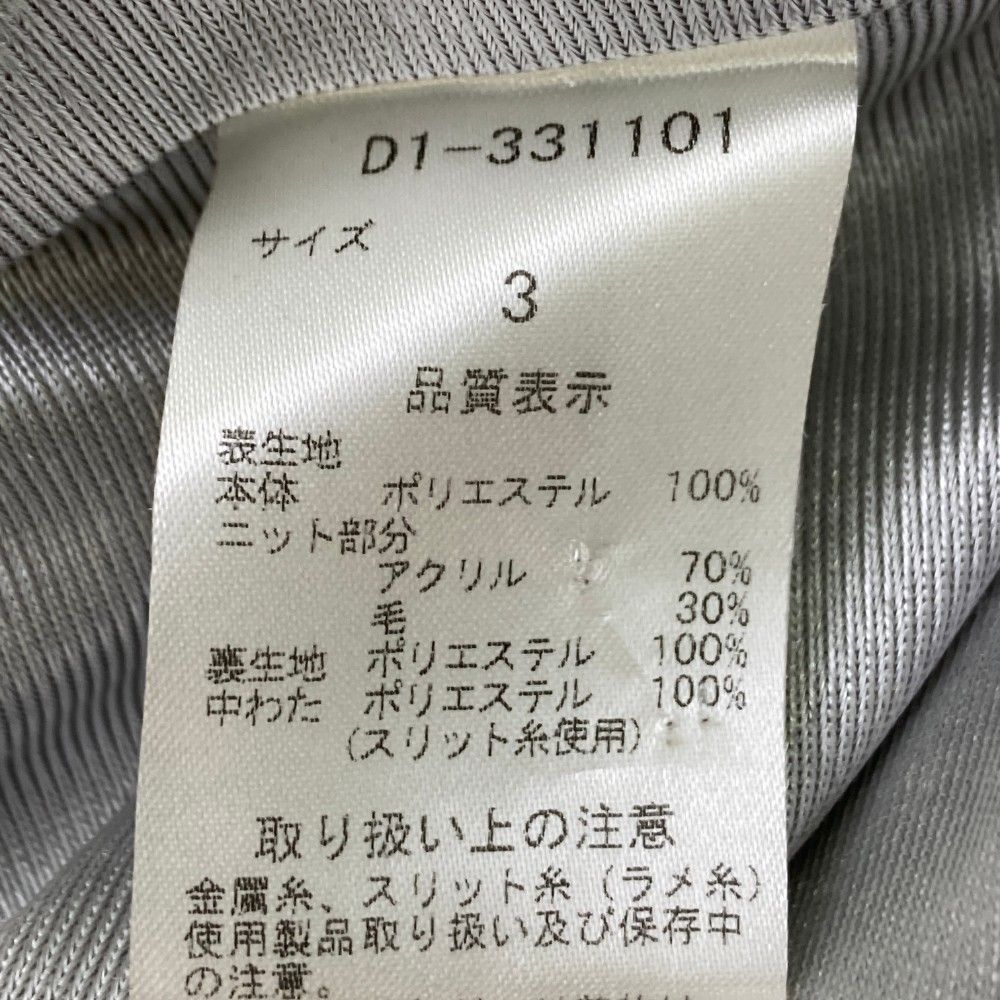 D1-331101
サイズ
3
品質表示
表生地
本体 ポリエステル 100%
ニット部分
アクリル 70%
毛 30%
裏生地 ポリエステル 100%
中わた ポリエステル 100%
(スリット糸使用)
取り扱い上の注意
金属糸、スリット糸(ラメ糸)
使用製品取り扱い及び保存中
の注意。